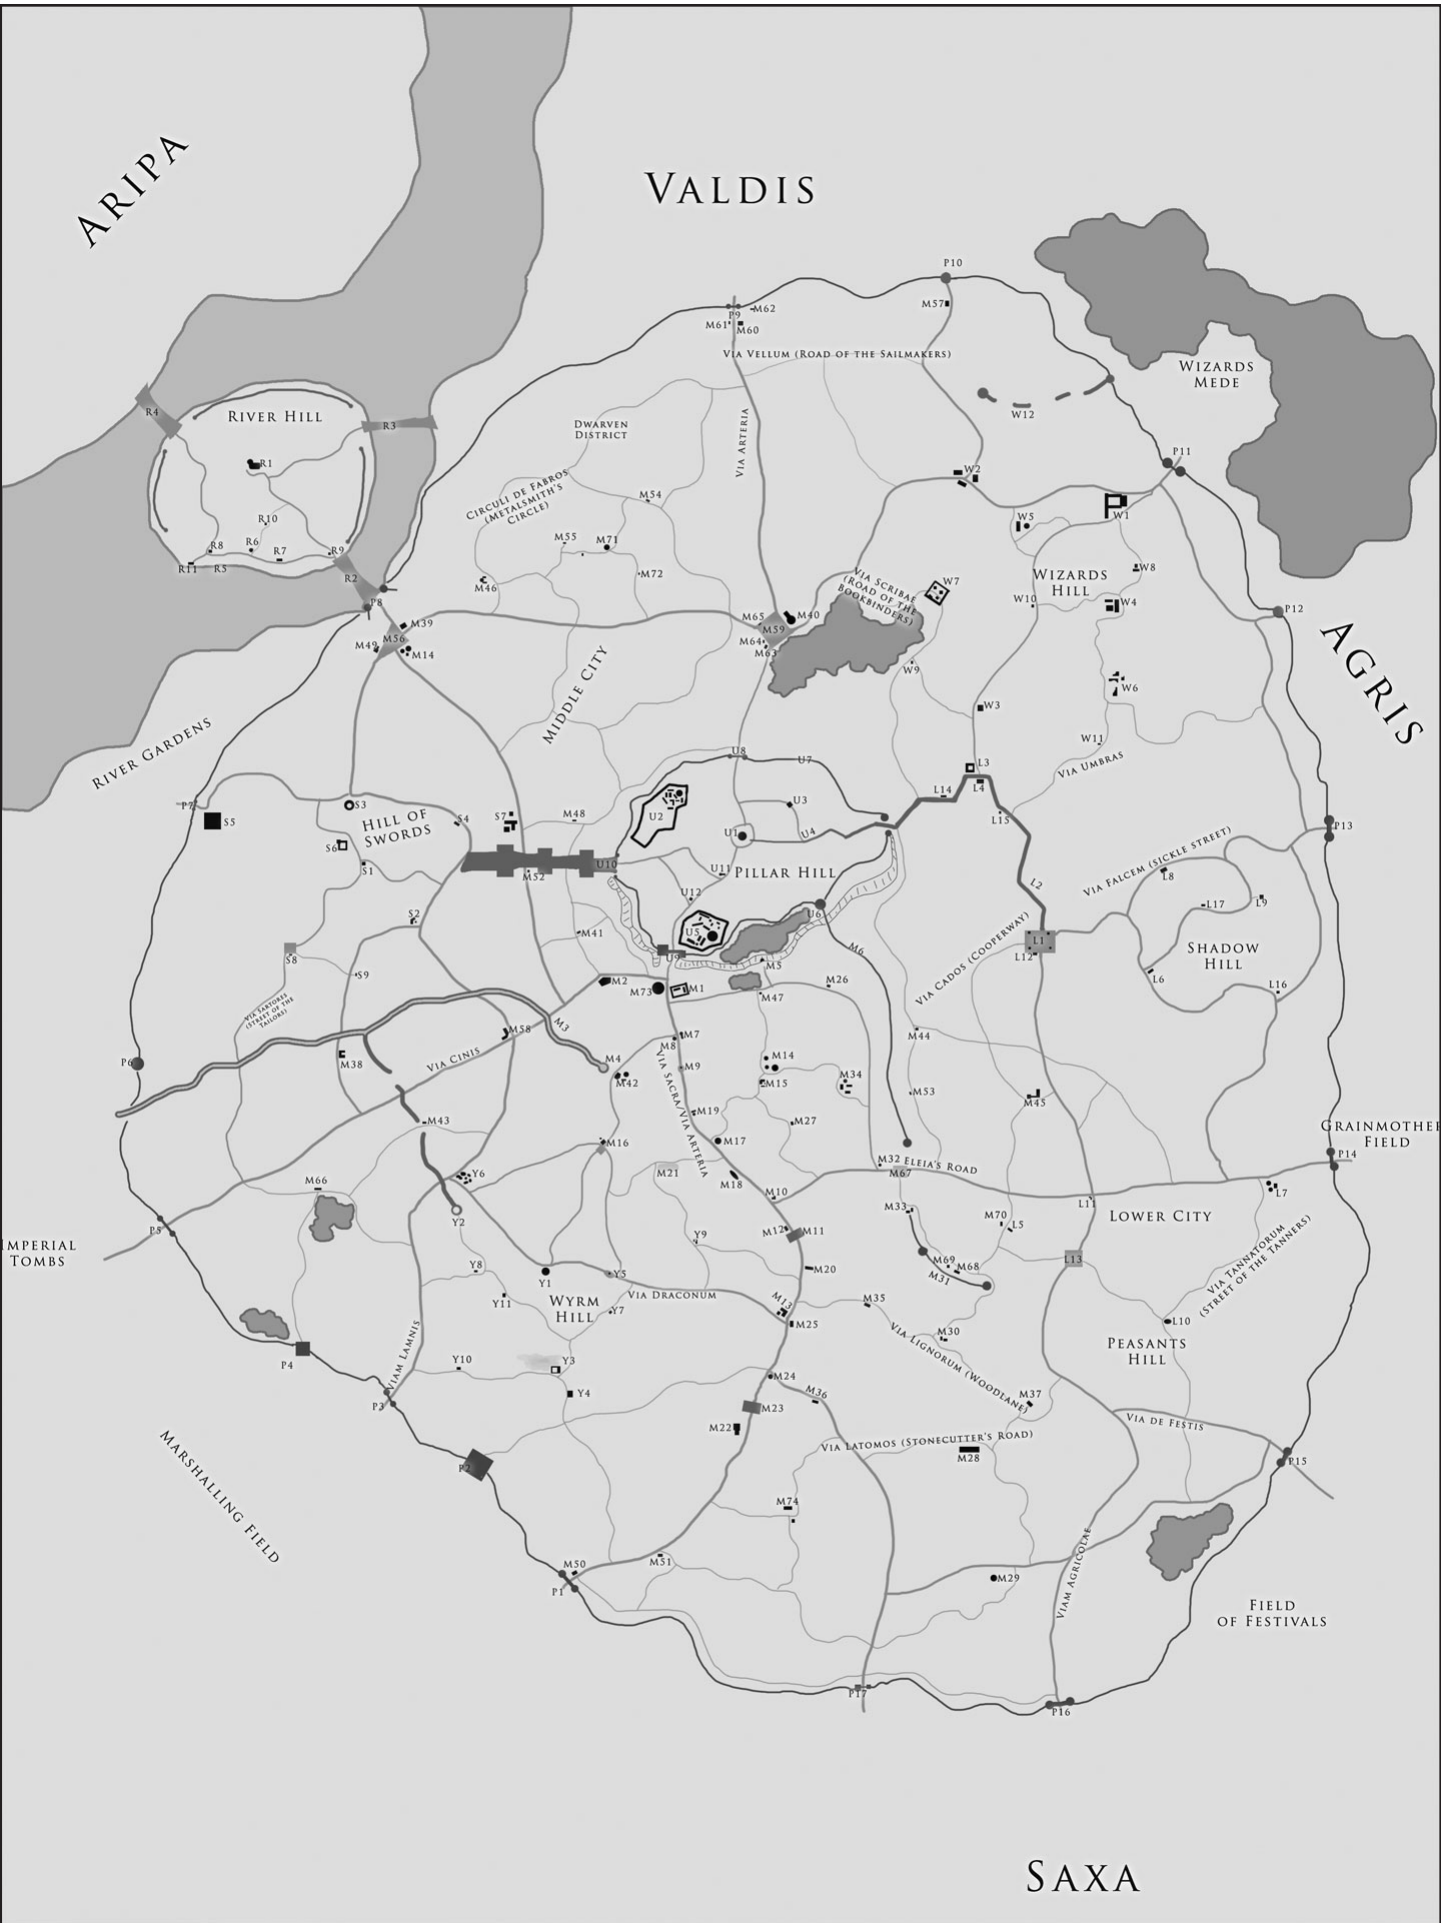 ARIPA
VALDIS
P10
M57
P9
M62
M61
M60
VIA VELLUM (ROAD OF THE SAILMAKERS)
WIZARDS
MEDE
R4
RIVER HILL
R3
W12
DWARVEN
DISTRICT
VIA ARTERIA
P11
R1
W2
CIRCULI DE FABROS
(METALSMITH'S
CIRCLE)
M54
W1
R10
W5
R8
R6
R7
R9
R11
R5
M55
M71
M72
M46
R2
P8
VIA SCRIBAE
(ROAD OF THE
BOOKBINDERS)
W7
WIZARDS
HILL
W8
W10
W4
P12
M39
M56
M49
M14
M65
M40
M59
M64
M63
AGRIS
MIDDLE CITY
W9
W6
W3
RIVER GARDENS
W11
VIA UMBRAS
U8
U7
L3
L4
L14
P7
S3
S5
HILL OF
SWORDS
S4
S7
M48
U2
U3
U1
U4
L15
P13
S6
S1
M52
U10
U11
PILLAR HILL
VIA FALCEM (SICKLE STREET)
L8
L2
L17
L9
U12
S2
U6
M41
U5
U9
M6
VIA CADOS (COOPERWAY)
L1
L12
SHADOW
HILL
L6
L16
S8
S9
M5
M2
M73
M1
M47
M26
VIA SARTORES
(STREET OF THE
TAILORS)
M3
M58
M44
P6
M38
VIA CINIS
M4
M42
M7
M8
M9
M14
M15
M34
M53
M45
VIA SACRA/VIA ARTERIA
M43
M19
M27
M16
M17
GRAINMOTHER
FIELD
P14
M66
Y6
M21
M18
M32
ELEIA'S ROAD
M67
M10
L7
P5
IMPERIAL
TOMBS
Y2
M33
M70
L5
L11
LOWER CITY
Y9
M12
M11
L13
Y8
Y1
Y5
M20
M69
M68
M31
VIA TANNATORUM
(STREET OF THE TANNERS)
Y11
WYRM
HILL
VIA DRACONUM
Y7
M13
M25
M35
M30
L10
PEASANTS
HILL
P4
VIAM LAMNIS
Y10
Y3
Y4
VIA LIGNORUM (WOODLANE)
M24
M36
M37
P3
M23
M22
VIA DE FESTIS
MARSHALLING FIELD
P2
VIA LATOMOS (STONECUTTER'S ROAD)
M28
P15
M74
M50
M51
P1
M29
VIAM AGRICOLAE
FIELD
OF FESTIVALS
P17
P16
SAXA